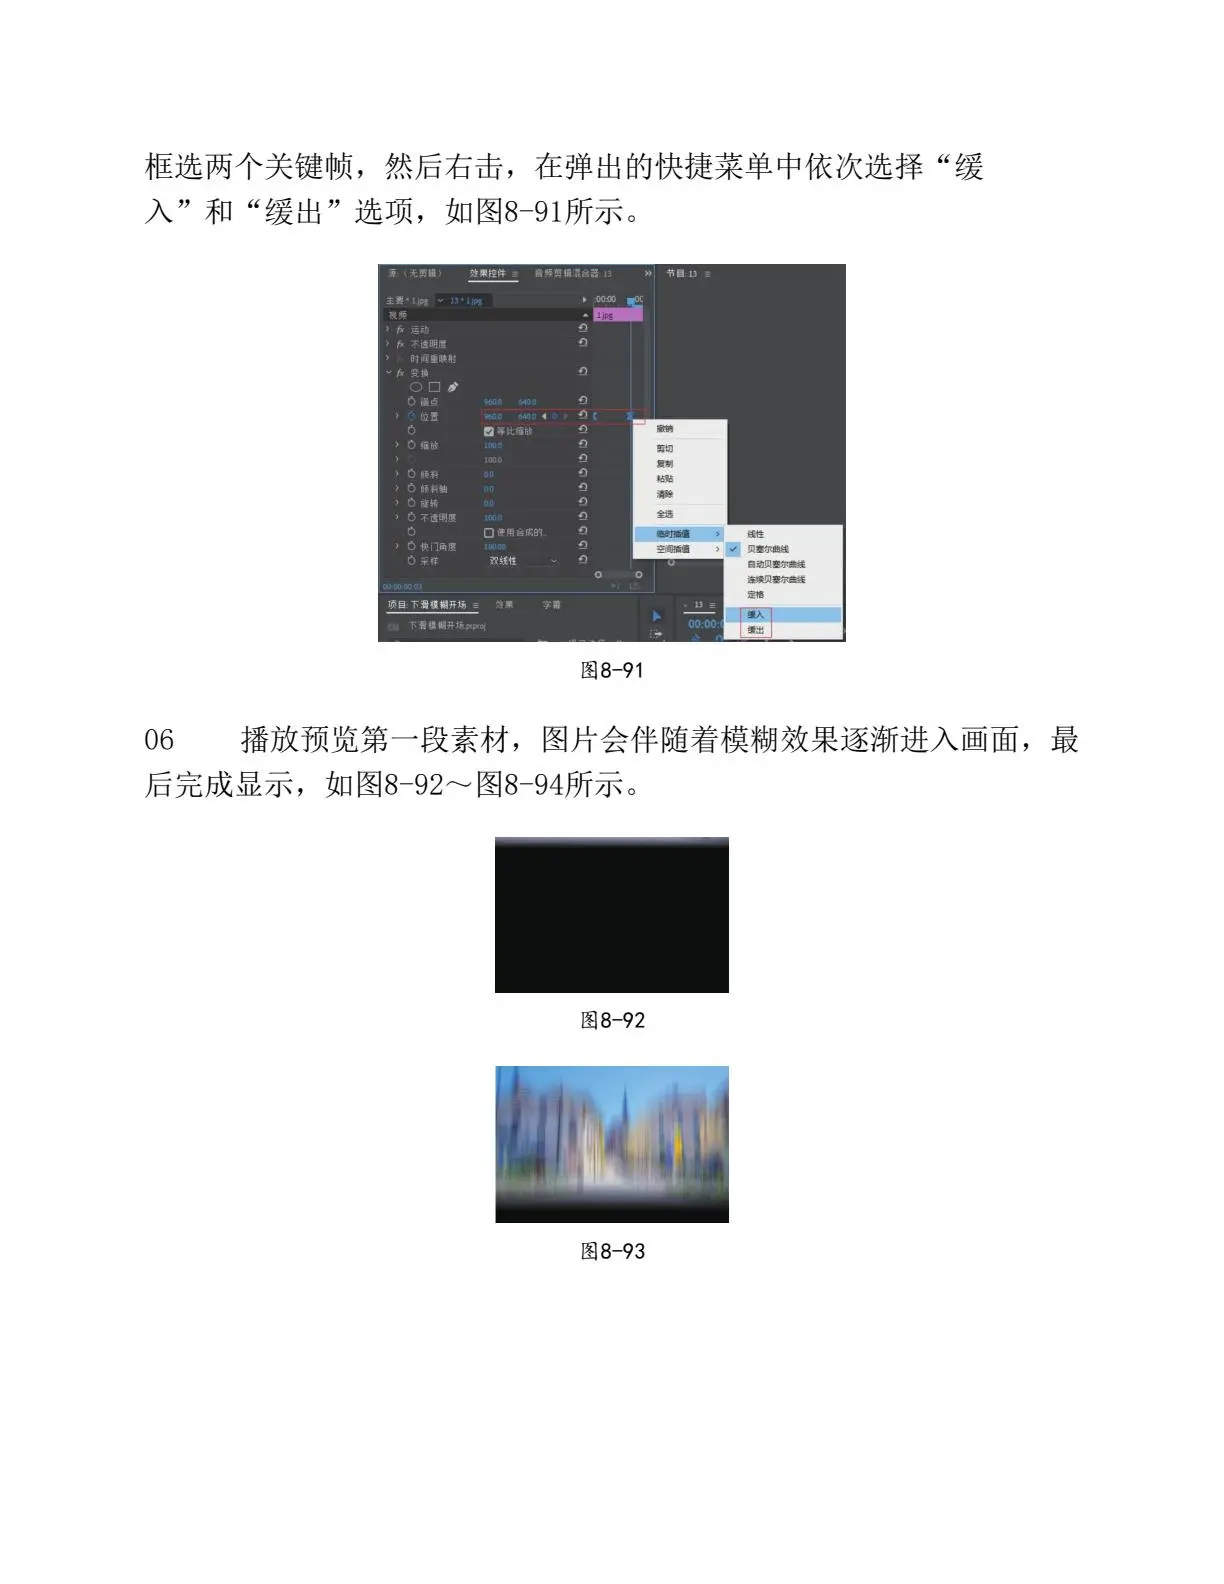 框选两个关键帧，然后右击，在弹出的快捷菜单中依次选择“缓
入”和“缓出”选项，如图8-91所示。
源:（无剪辑） 效果控件 音频剪辑混合器: 13 节目: 13
主要 * 1.jpg 13 * 1.jpg :00:00
视频 1.jpg
fx 运动
fx 不透明度
时间重映射
fx 变换
锚点 960.0 640.0
位置 960.0 640.0
等比缩放
缩放 100.0
100.0
倾斜 0.0
倾斜轴 0.0
旋转 0.0
不透明度 100.0
使用合成的..
快门角度 180.00
采样 双线性
00:00:00:03
撤销
剪切
复制
粘贴
清除
全选
临时插值
空间插值
线性
贝塞尔曲线
自动贝塞尔曲线
连续贝塞尔曲线
定格
缓入
缓出
项目: 下滑模糊开场 效果 字幕 13
下滑模糊开场.prproj
图8-91
06 播放预览第一段素材，图片会伴随着模糊效果逐渐进入画面，最
后完成显示，如图8-92～图8-94所示。
图8-92
图8-93